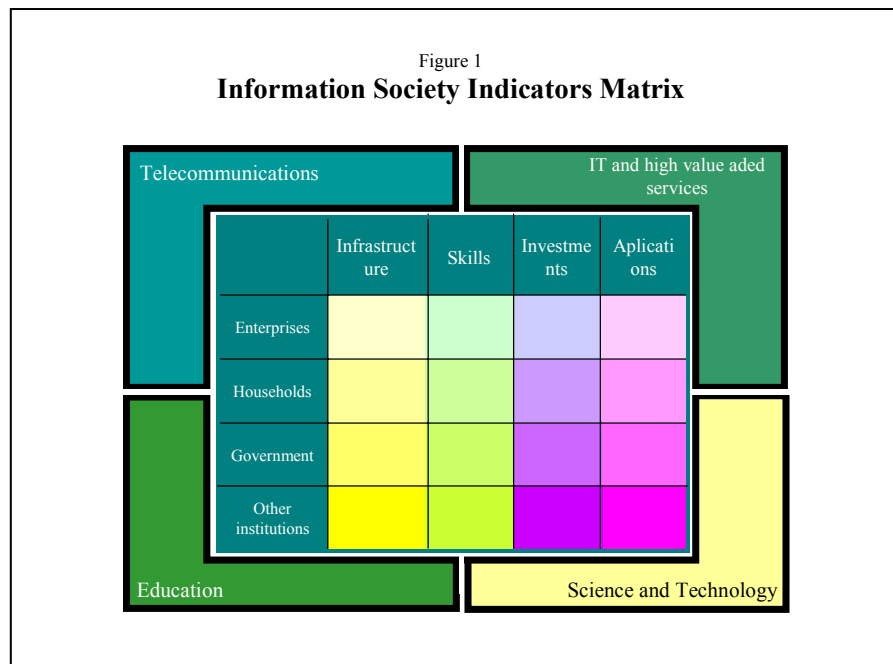 Figure 1
Information Society Indicators Matrix
Telecommunications
IT and high value aded
services
Infrastruct
ure
Skills
Investme
nts
Aplicati
ons
Enterprises
Households
Government
Other
institutions
Education
Science and Technology